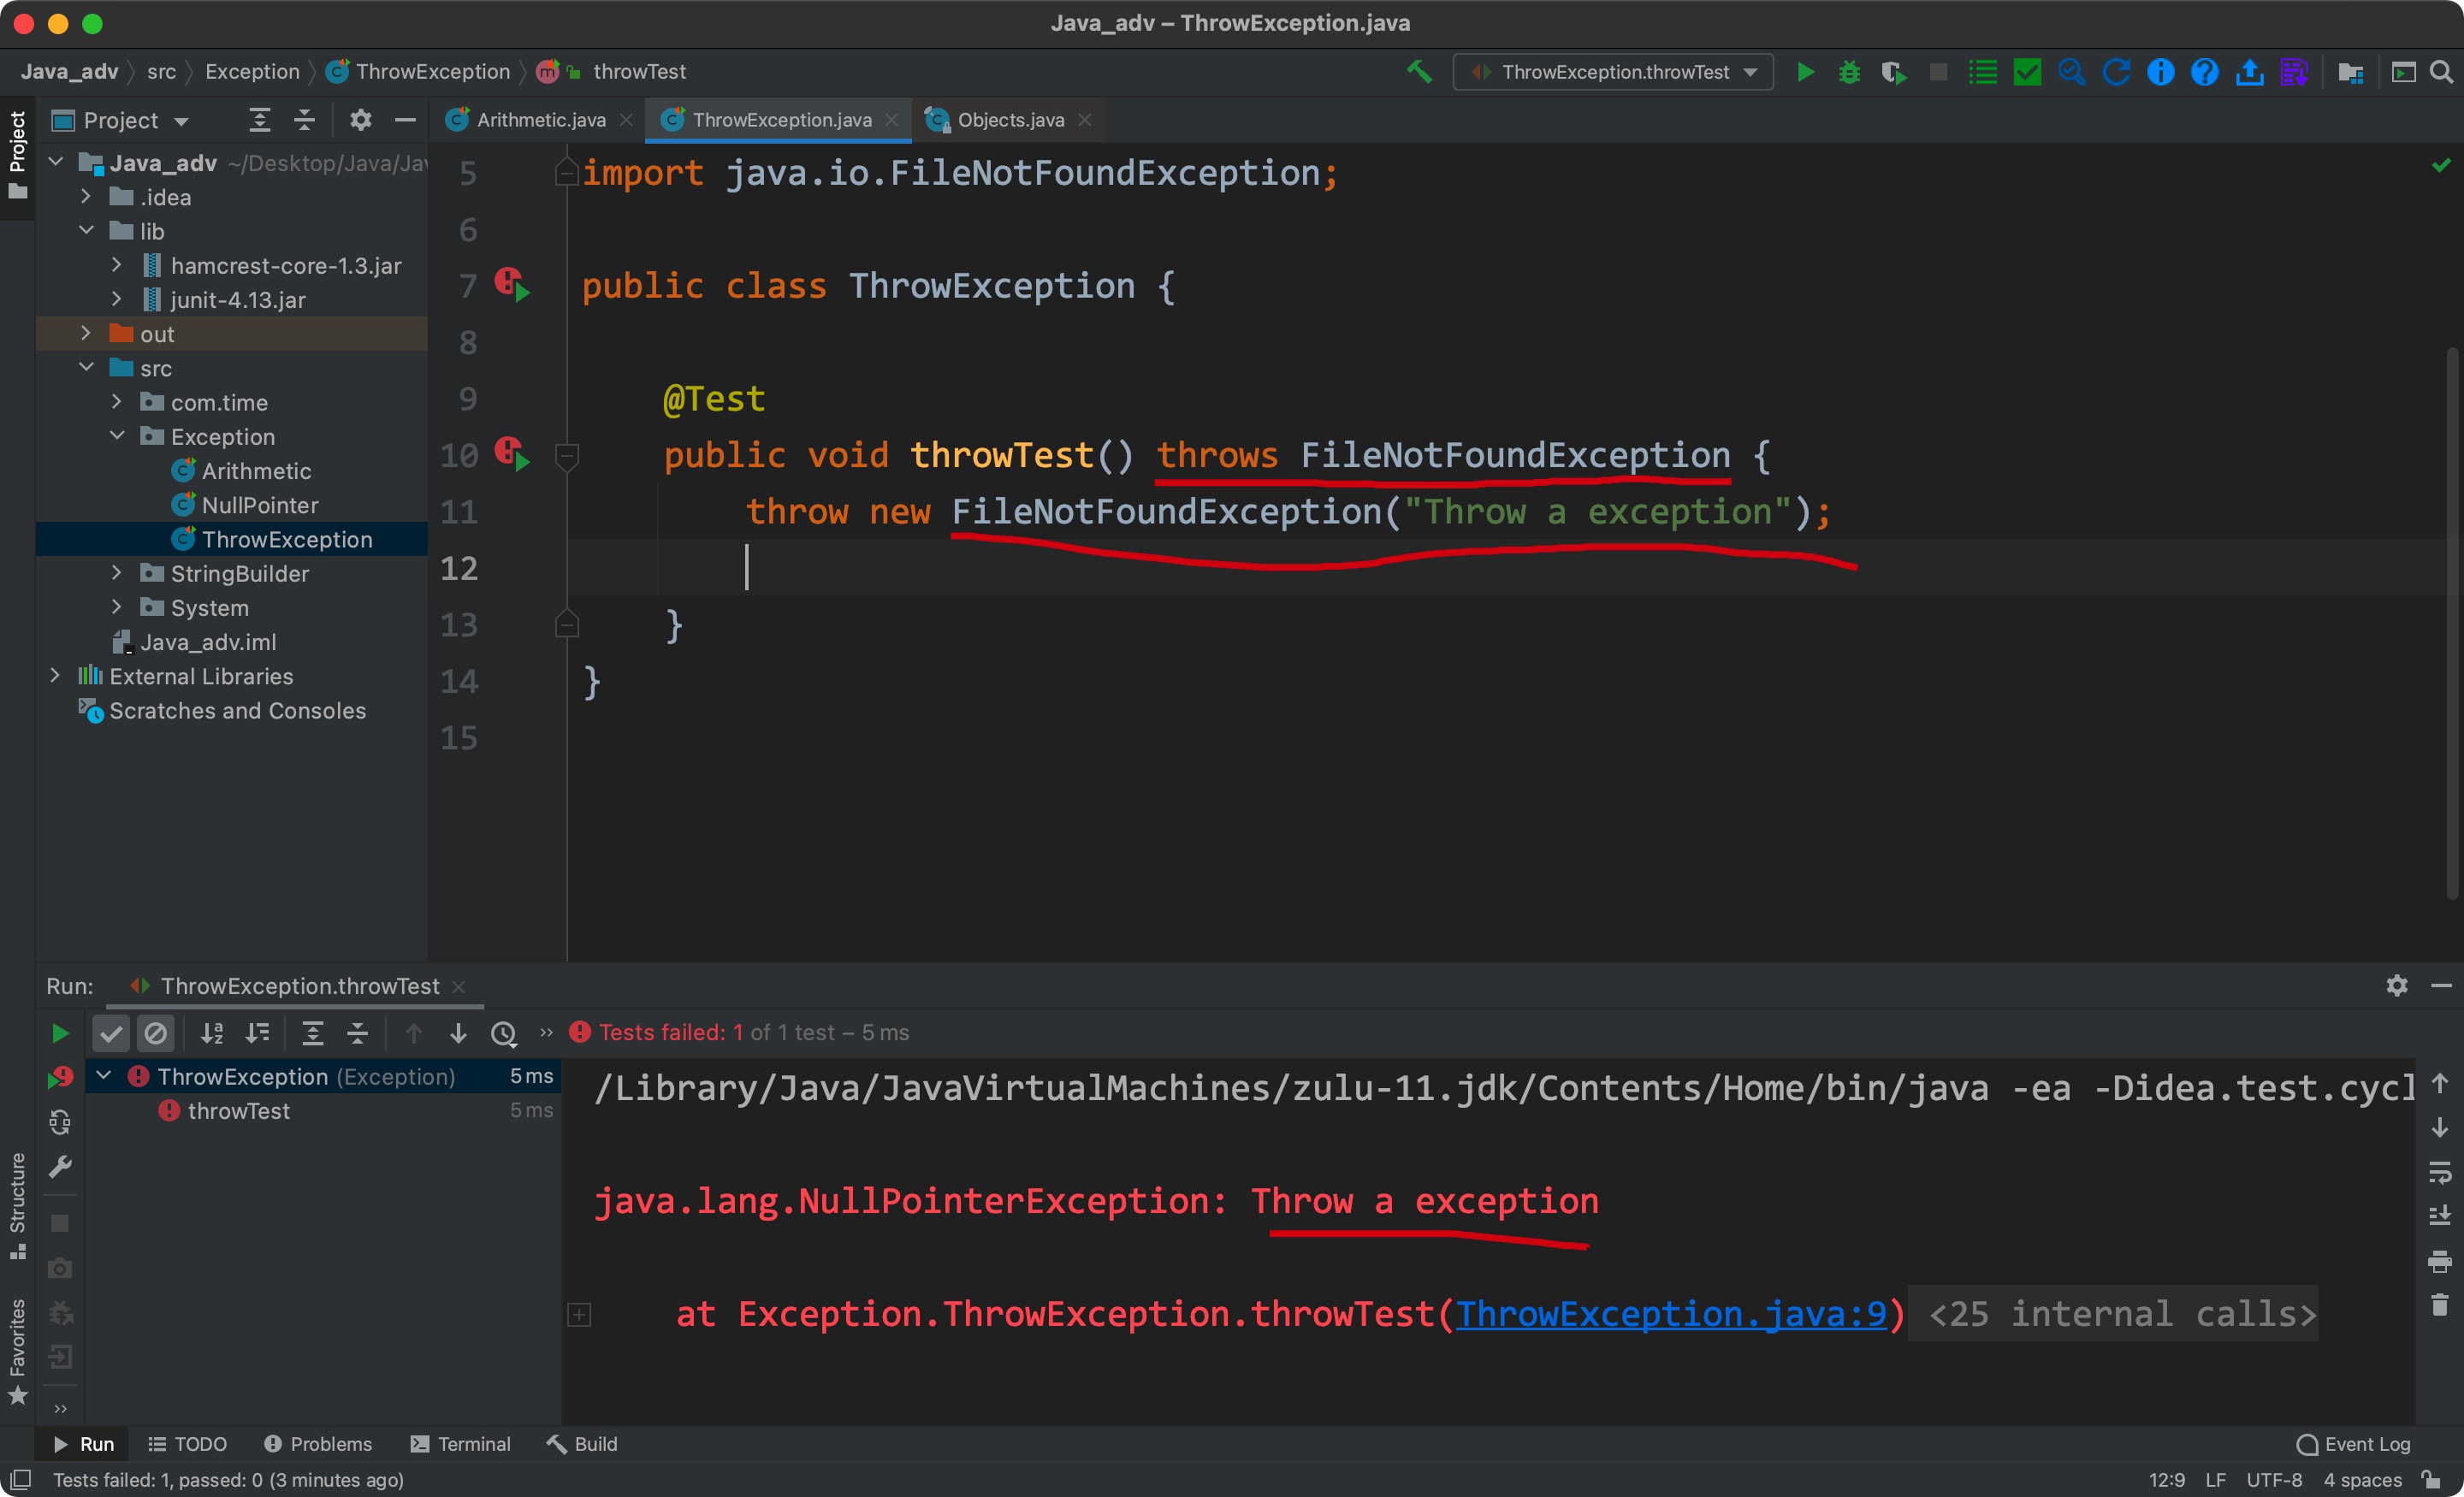 Java_adv – ThrowException.java
Java_adv src Exception ThrowException throwTest
ThrowException.throwTest
Project
Project
Arithmetic.java
ThrowException.java
Objects.java
Java_adv ~/Desktop/Java/Jav
.idea
lib
hamcrest-core-1.3.jar
junit-4.13.jar
out
src
com.time
Exception
Arithmetic
NullPointer
ThrowException
StringBuilder
System
Java_adv.iml
External Libraries
Scratches and Consoles
5 import java.io.FileNotFoundException;
6
7 public class ThrowException {
8
9 @Test
10 public void throwTest() throws FileNotFoundException {
11 throw new FileNotFoundException("Throw a exception");
12
13 }
14 }
15
Run: ThrowException.throwTest
Tests failed: 1 of 1 test – 5 ms
ThrowException (Exception) 5 ms
throwTest 5 ms
/Library/Java/JavaVirtualMachines/zulu-11.jdk/Contents/Home/bin/java -ea -Didea.test.cycl
java.lang.NullPointerException: Throw a exception
at Exception.ThrowException.throwTest(ThrowException.java:9) <25 internal calls>
Structure
Favorites
Run TODO Problems Terminal Build Event Log
Tests failed: 1, passed: 0 (3 minutes ago) 12:9 LF UTF-8 4 spaces